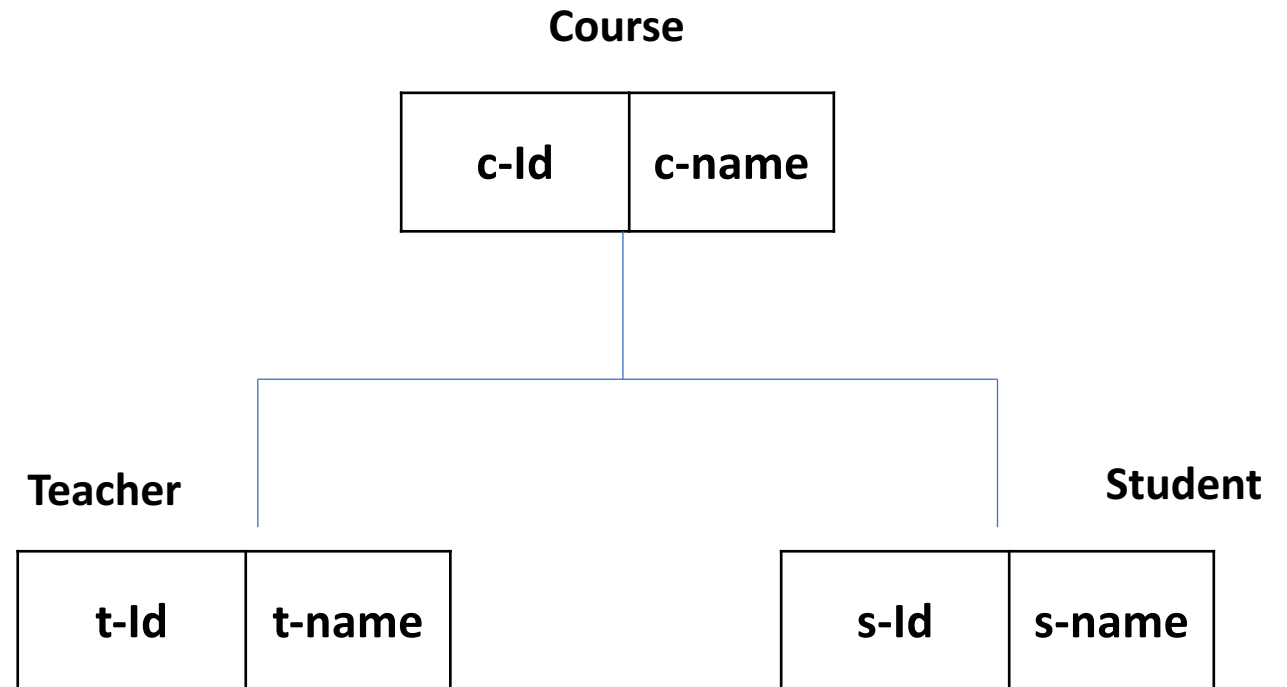 Course
c-Id c-name
Teacher
Student
t-Id t-name
s-Id s-name